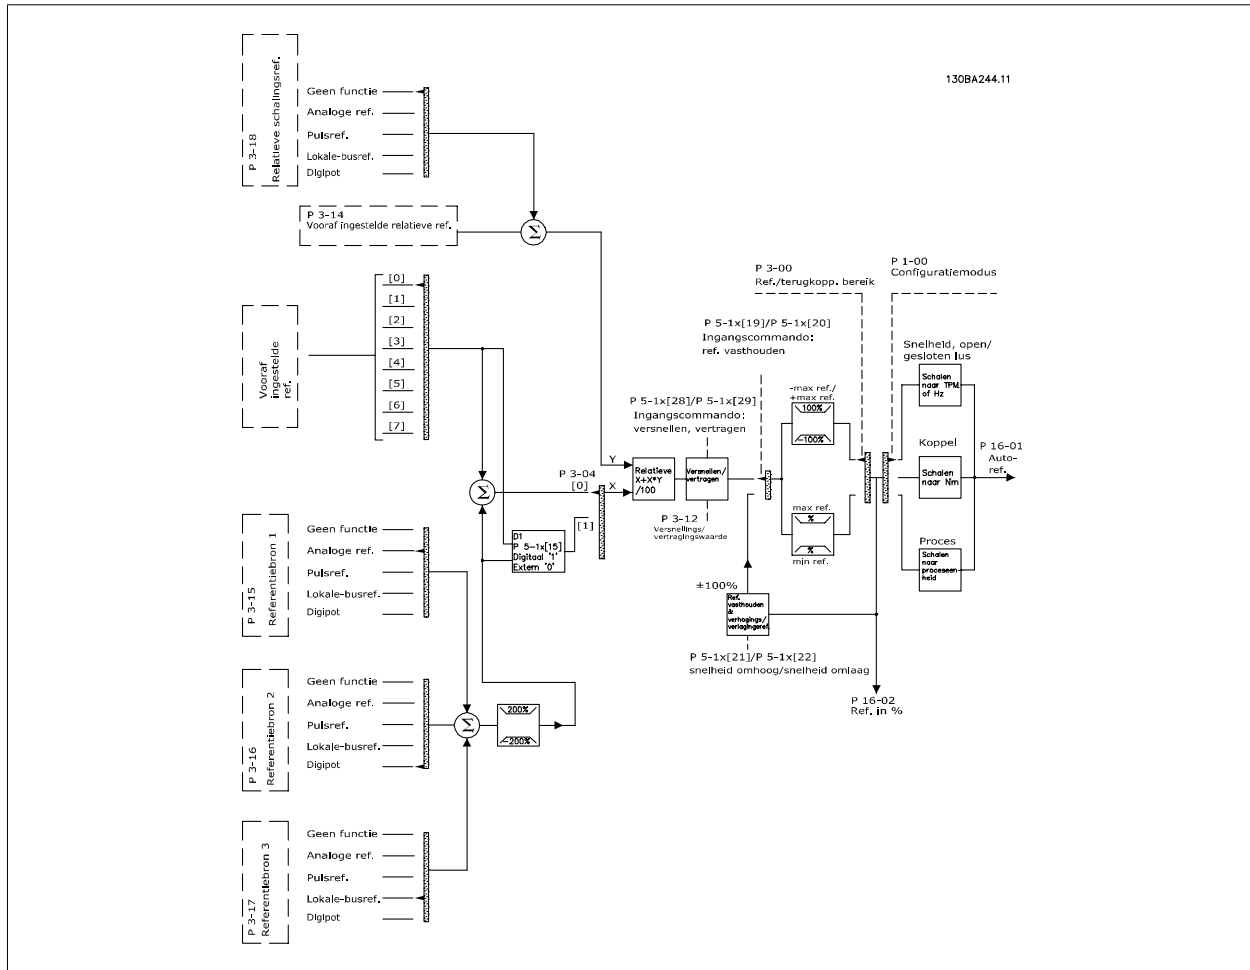 130BA244.11
P 3-18
Relatieve schalingsref.
Geen functie
Analoge ref.
Pulsref.
Lokale-busref.
Digipot
P 3-14
Vooraf ingestelde relatieve ref.
Vooraf
ingestelde
ref.
[0]
[1]
[2]
[3]
[4]
[5]
[6]
[7]
P 3-15
Referentiebron 1
Geen functie
Analoge ref.
Pulsref.
Lokale-busref.
Digipot
P 3-16
Referentiebron 2
Geen functie
Analoge ref.
Pulsref.
Lokale-busref.
Digipot
P 3-17
Referentiebron 3
Geen functie
Analoge ref.
Pulsref.
Lokale-busref.
Digipot
Σ
Σ
Σ
200%
-200%
D1
P 5-1x[15]
Digitaal '1'
Extern '0'
P 3-04
[0]
[1]
Y
X
Relatieve
X+X*Y
/100
P 5-1x[28]/P 5-1x[29]
Ingangscommando:
versnellen, vertragen
Versnellen/
vertragen
P 3-12
Versnellings/
vertragingswaarde
P 5-1x[19]/P 5-1x[20]
Ingangscommando:
ref. vasthouden
±100%
Ref.
vasthouden
&
verhogings/
verlagingsref.
P 5-1x[21]/P 5-1x[22]
snelheid omhoog/snelheid omlaag
P 3-00
Ref./terugkopp. bereik
-max ref./
+max ref.
100%
-100%
max ref.
%
%
min ref.
P 1-00
Configuratiemodus
Snelheid, open/
gesloten lus
Schalen
naar TPM
of Hz
Koppel
Schalen
naar Nm
Proces
Schalen
naar
proceseen-
heid
P 16-01
Auto-
ref.
P 16-02
Ref. in %